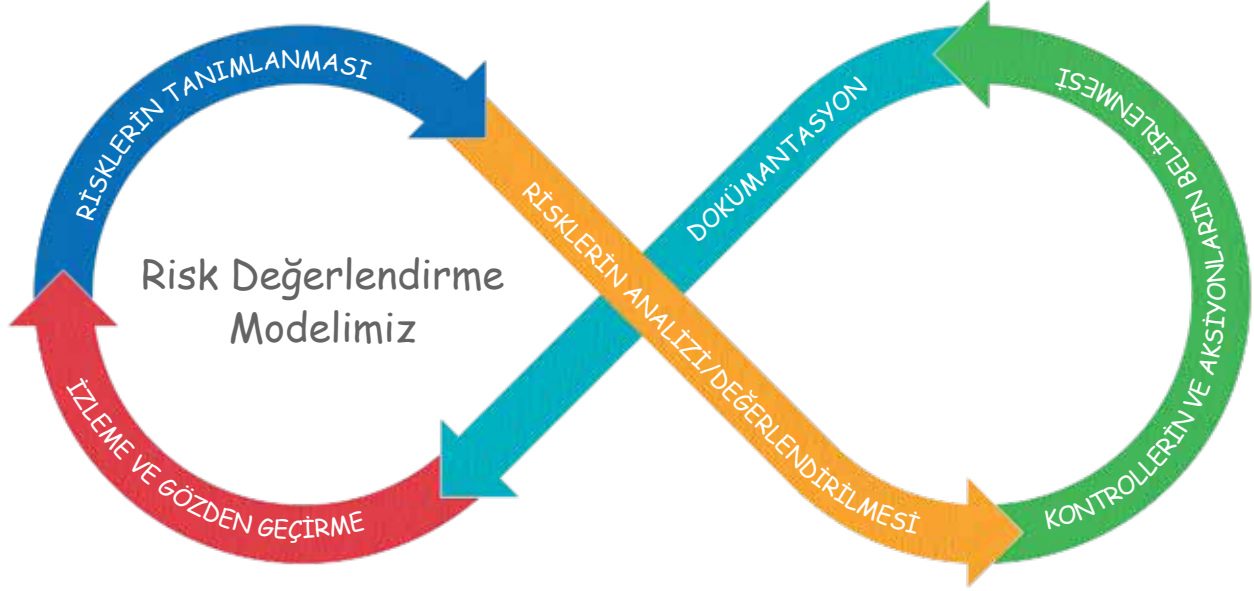 RİSKLERİN TANIMLANMASI
RİSKLERİN ANALİZİ/DEĞERLENDİRİLMESİ
KONTROLLERİN VE AKSİYONLARIN BELİRLENMESİ
DOKÜMANTASYON
İZLEME VE GÖZDEN GEÇİRME
Risk Değerlendirme
Modelimiz